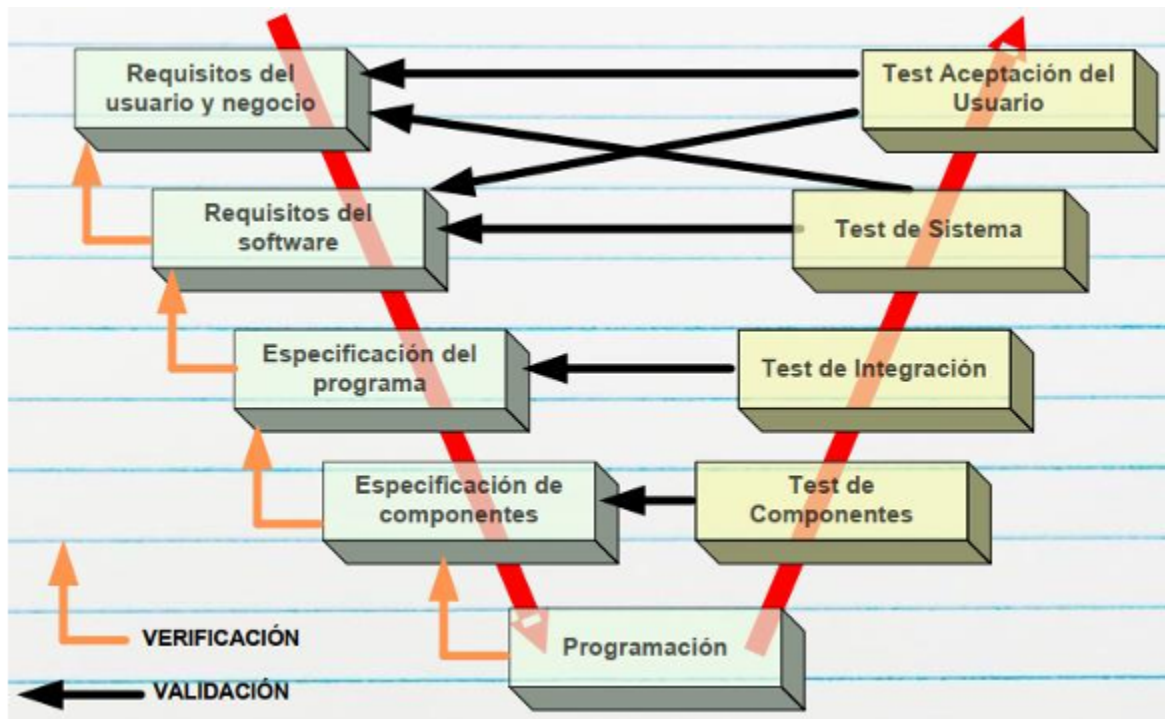 Requisitos del
usuario y negocio
Test Aceptación del
Usuario
Requisitos del
software
Test de Sistema
Especificación del
programa
Test de Integración
Especificación de
componentes
Test de
Componentes
Programación
VERIFICACIÓN
VALIDACIÓN